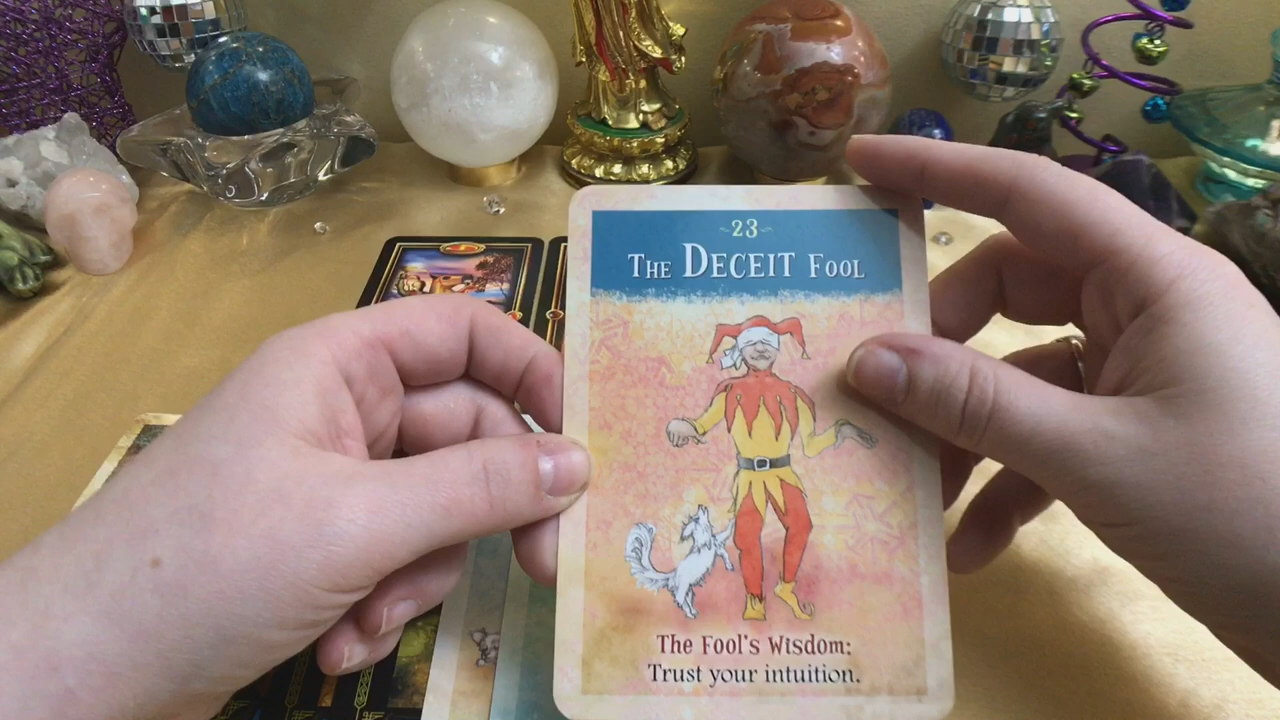 ~23~
The Deceit Fool
The Fool's Wisdom:
Trust your intuition.